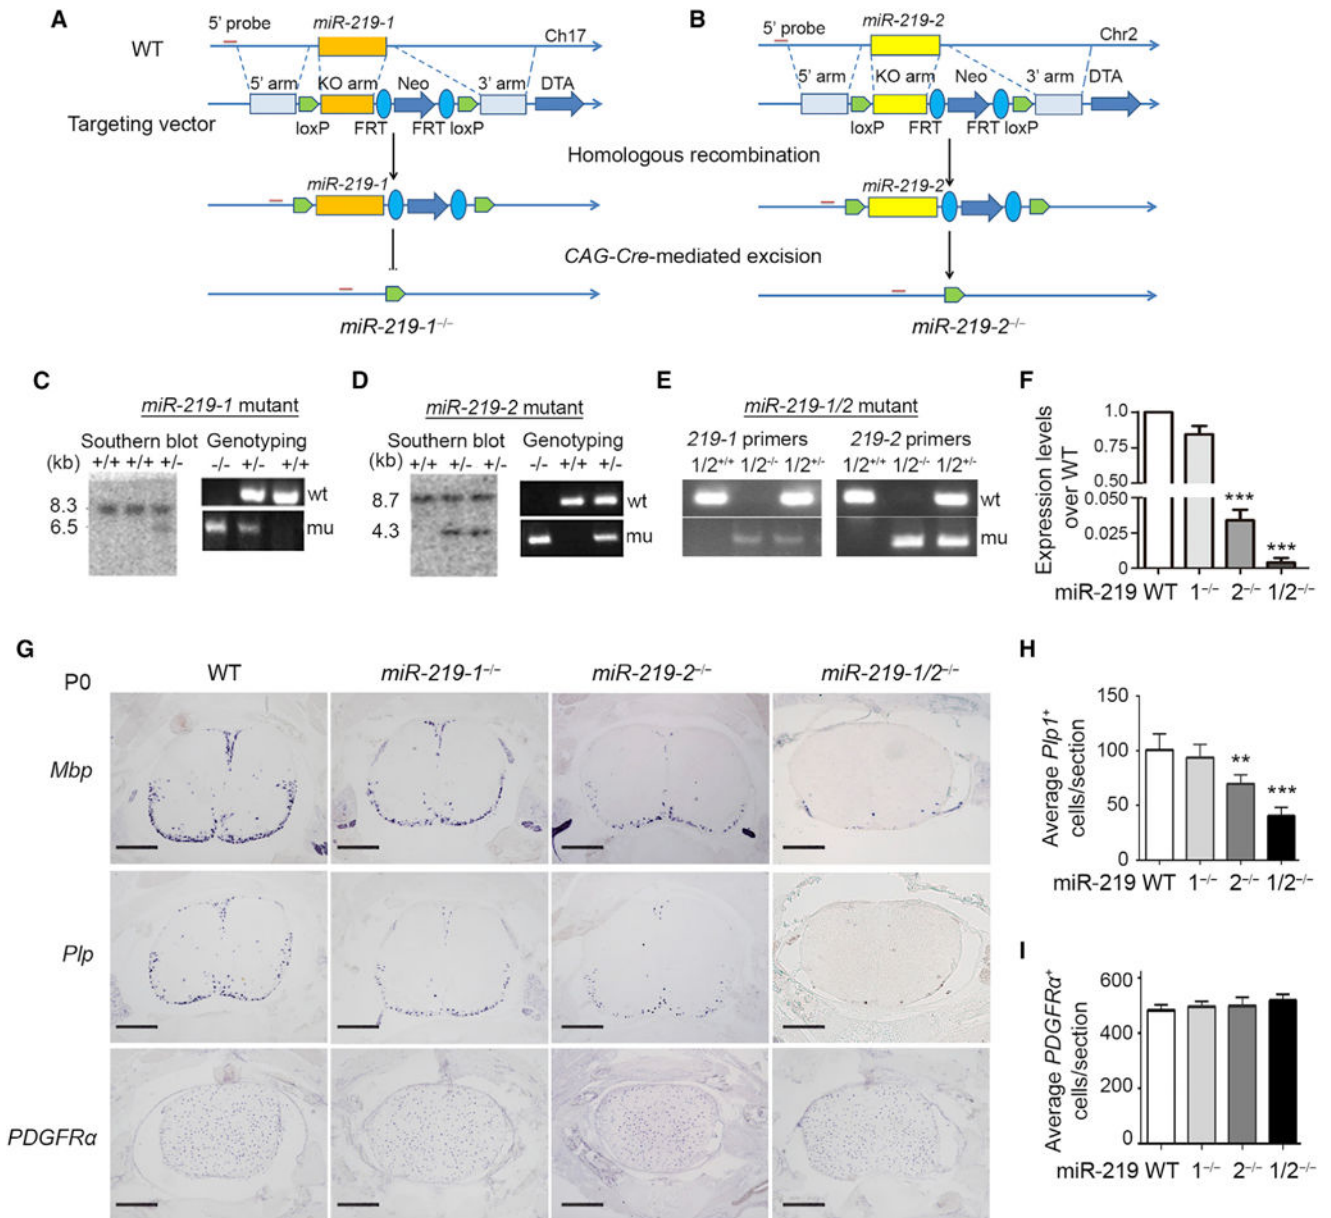 A
5' probe
miR-219-1
Ch17
WT
5' arm
KO arm
Neo
3' arm
DTA
Targeting vector
loxP
FRT
FRT
loxP
miR-219-1
miR-219-1⁻/⁻
B
5' probe
miR-219-2
Chr2
5' arm
KO arm
Neo
3' arm
DTA
loxP
FRT
FRT
loxP
Homologous recombination
miR-219-2
CAG-Cre-mediated excision
miR-219-2⁻/⁻
C
miR-219-1 mutant
Southern blot
Genotyping
(kb) +/+ +/+ +/-
-/- +/- +/+
8.3
6.5
wt
mu
D
miR-219-2 mutant
Southern blot
Genotyping
(kb) +/+ +/- +/-
-/- +/+ +/-
8.7
4.3
wt
mu
E
miR-219-1/2 mutant
219-1 primers
219-2 primers
1/2⁺/⁺ 1/2⁻/⁻ 1/2⁺/⁻
1/2⁺/⁺ 1/2⁻/⁻ 1/2⁺/⁻
wt
mu
F
Expression levels
over WT
1.0
0.75
0.50
0.050
0.025
0
***
***
miR-219 WT 1⁻/⁻ 2⁻/⁻ 1/2⁻/⁻
G
P0
WT
miR-219-1⁻/⁻
miR-219-2⁻/⁻
miR-219-1/2⁻/⁻
Mbp
Plp
PDGFRα
H
Average Plp1⁺
cells/section
150
100
50
0
**
***
miR-219 WT 1⁻/⁻ 2⁻/⁻ 1/2⁻/⁻
I
Average PDGFRα⁺
cells/section
600
400
200
0
miR-219 WT 1⁻/⁻ 2⁻/⁻ 1/2⁻/⁻